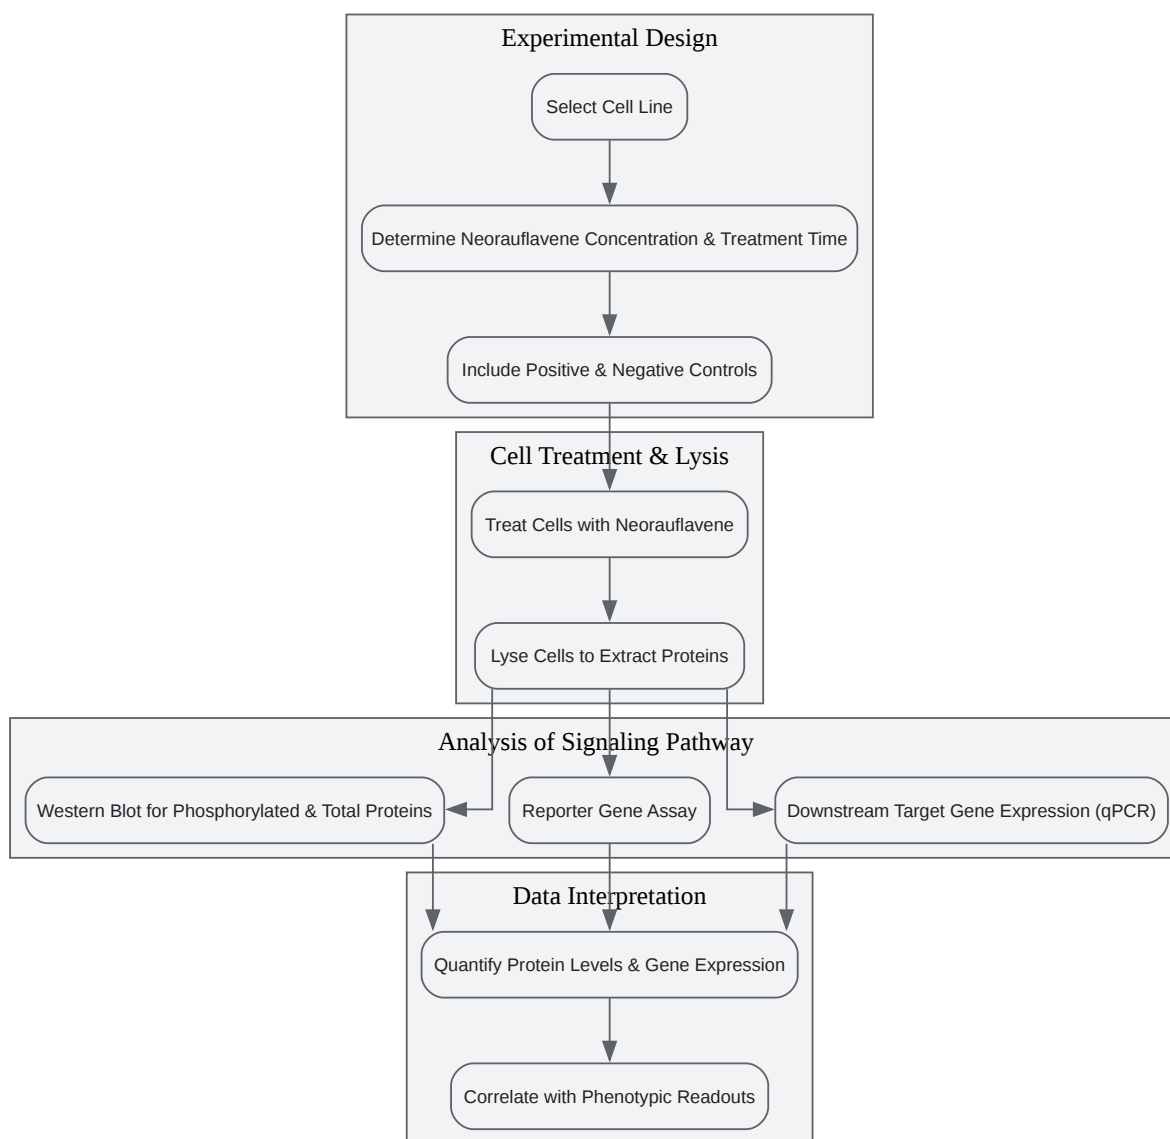 Experimental Design
Select Cell Line
Determine Neorauflavene Concentration & Treatment Time
Include Positive & Negative Controls
Cell Treatment & Lysis
Treat Cells with Neorauflavene
Lyse Cells to Extract Proteins
Analysis of Signaling Pathway
Western Blot for Phosphorylated & Total Proteins
Reporter Gene Assay
Downstream Target Gene Expression (qPCR)
Data Interpretation
Quantify Protein Levels & Gene Expression
Correlate with Phenotypic Readouts